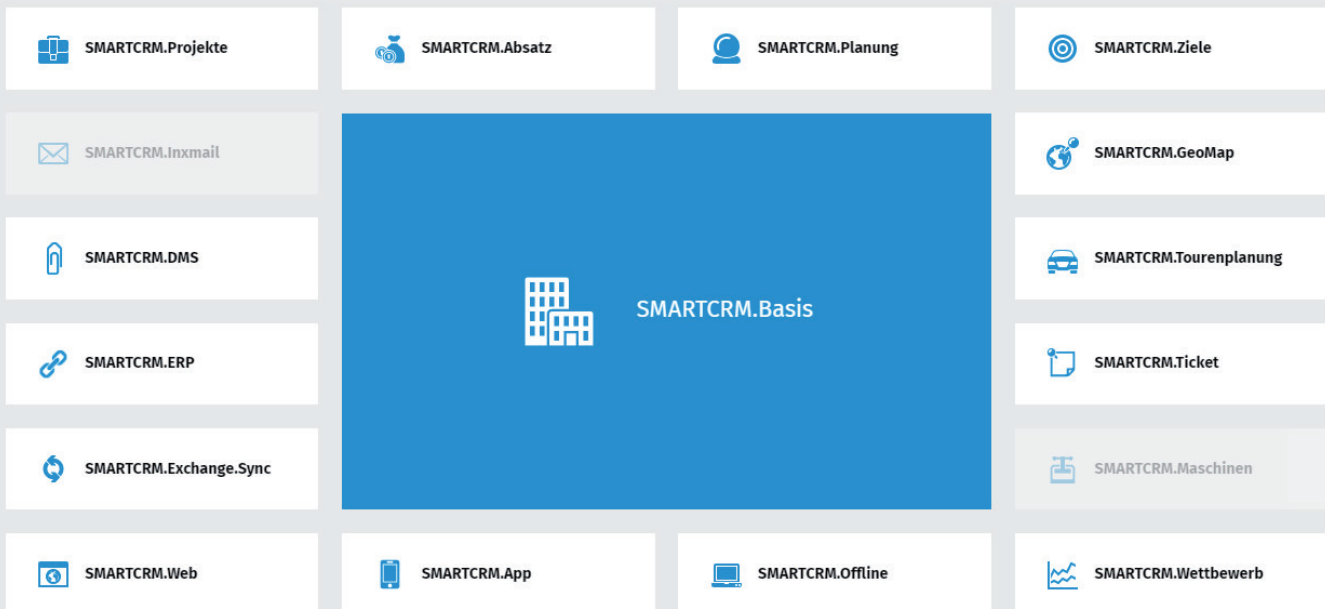 SMARTCRM.Projekte
SMARTCRM.Absatz
SMARTCRM.Planung
SMARTCRM.Ziele
SMARTCRM.Inxmail
SMARTCRM.GeoMap
SMARTCRM.DMS
SMARTCRM.Tourenplanung
SMARTCRM.Basis
SMARTCRM.ERP
SMARTCRM.Ticket
SMARTCRM.Exchange.Sync
SMARTCRM.Maschinen
SMARTCRM.Web
SMARTCRM.App
SMARTCRM.Offline
SMARTCRM.Wettbewerb